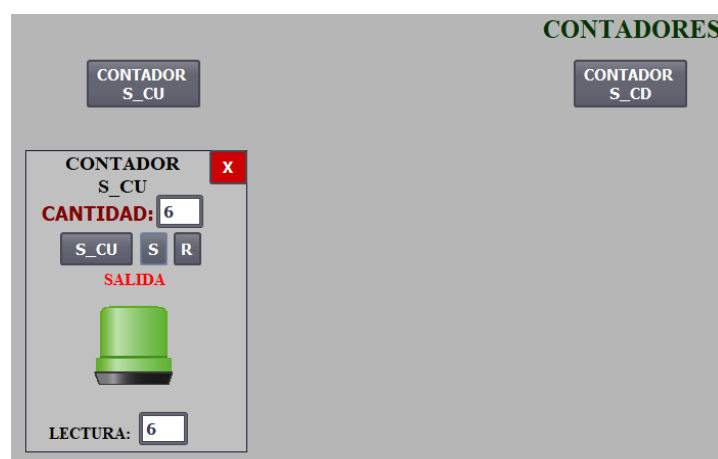 CONTADORES
CONTADOR
S_CU
CONTADOR
S_CD
CONTADOR
S_CU
X
CANTIDAD: 6
S_CU S R
SALIDA
LECTURA: 6